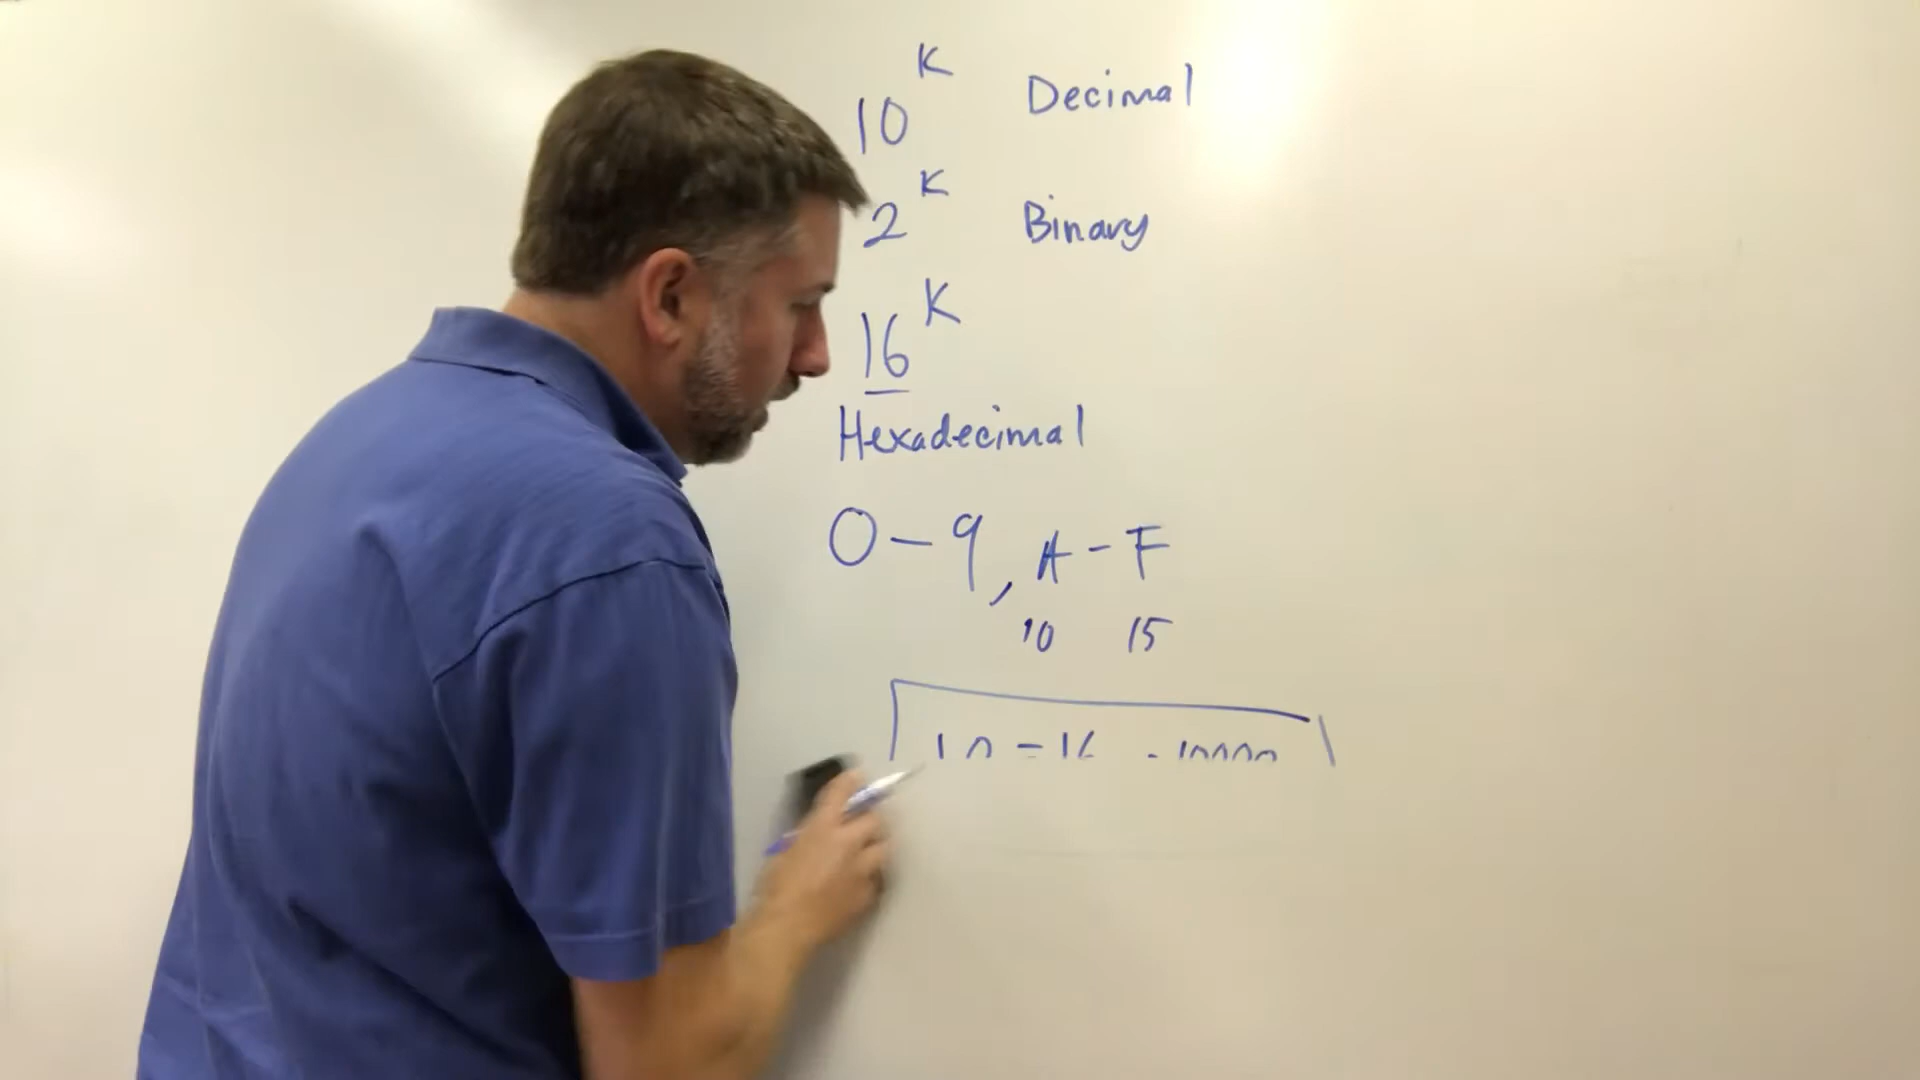 10^K Decimal
2^K Binary
16^K
Hexadecimal
0-9, A-F
10 15